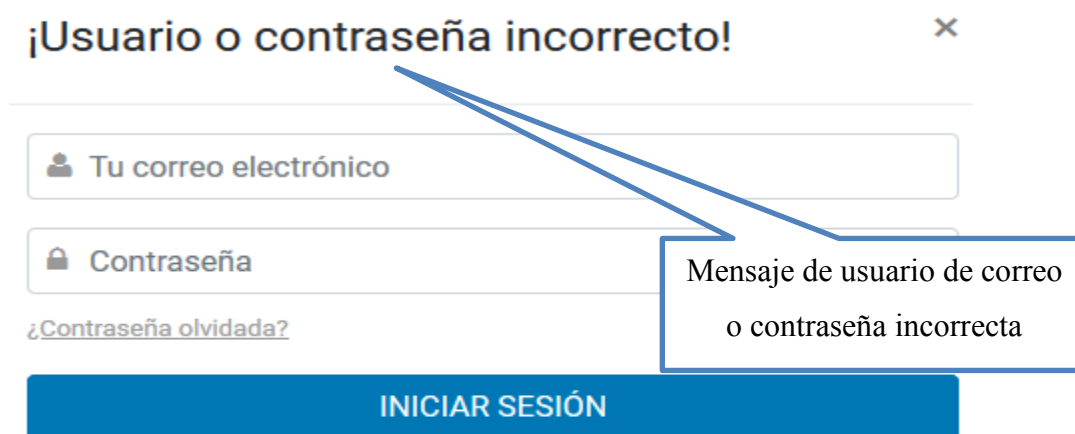 ¡Usuario o contraseña incorrecto!
×
Tu correo electrónico
Contraseña
¿Contraseña olvidada?
INICIAR SESIÓN
Mensaje de usuario de correo
o contraseña incorrecta